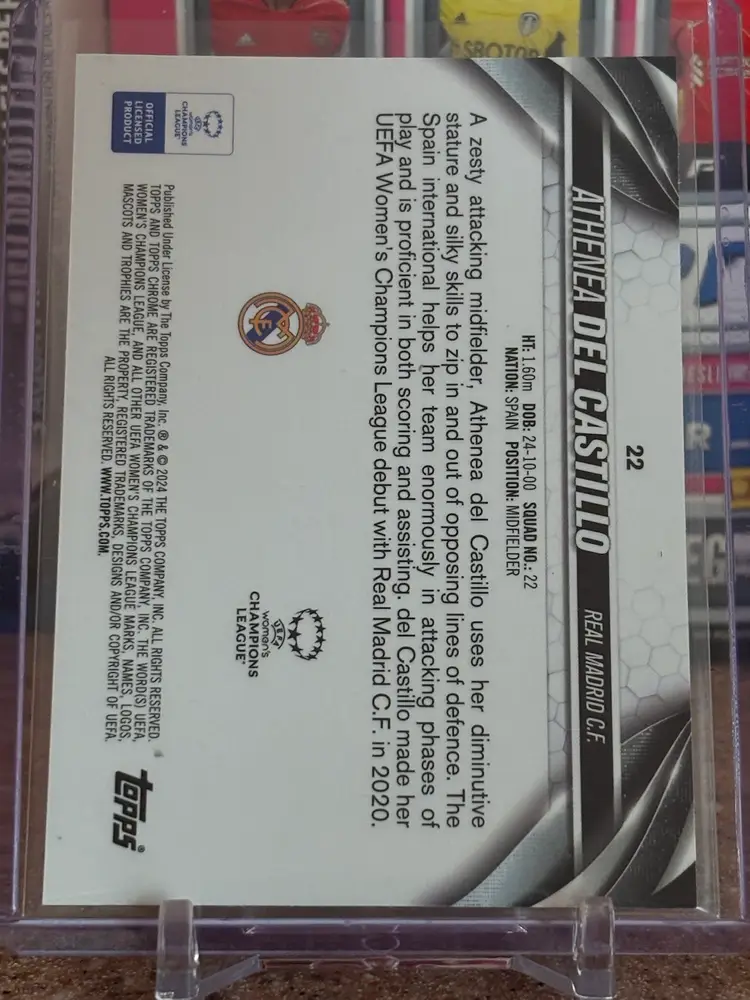 22
ATHENEA DEL CASTILLO REAL MADRID C.F.
HT: 1.60m DOB: 24-10-00 SQUAD NO.: 22
NATION: SPAIN POSITION: MIDFIELDER
A zesty attacking midfielder, Athenea del Castillo uses her diminutive
stature and silky skills to zip in and out of opposing lines of defence. The
Spain international helps her team enormously in attacking phases of
play and is proficient in both scoring and assisting. del Castillo made her
UEFA Women's Champions League debut with Real Madrid C.F. in 2020.
UEFA
women's
CHAMPIONS
LEAGUE®
UEFA
women's
CHAMPIONS
LEAGUE®
OFFICIAL
LICENSED
PRODUCT
Published Under License by The Topps Company, Inc. ® & © 2024 THE TOPPS COMPANY, INC. ALL RIGHTS RESERVED.
TOPPS AND TOPPS CHROME ARE REGISTERED TRADEMARKS OF THE TOPPS COMPANY, INC. THE WORD(S) UEFA,
WOMEN'S CHAMPIONS LEAGUE, AND ALL OTHER UEFA WOMEN'S CHAMPIONS LEAGUE MARKS, NAMES, LOGOS,
MASCOTS AND TROPHIES ARE THE PROPERTY, REGISTERED TRADEMARKS, DESIGNS AND/OR COPYRIGHT OF UEFA.
ALL RIGHTS RESERVED. WWW.TOPPS.COM.
topps®